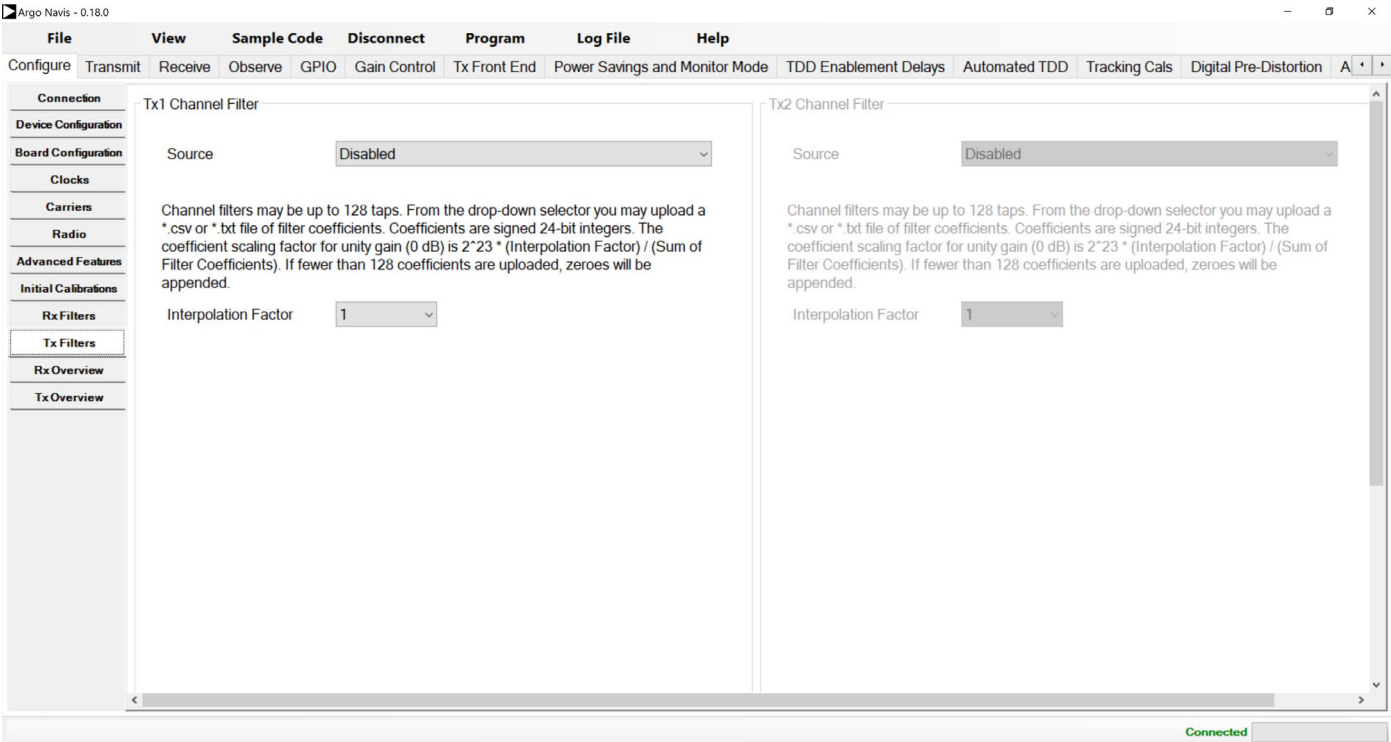 Argo Navis - 0.18.0
File View Sample Code Disconnect Program Log File Help
Configure Transmit Receive Observe GPIO Gain Control Tx Front End Power Savings and Monitor Mode TDD Enablement Delays Automated TDD Tracking Cals Digital Pre-Distortion A
Connection
Device Configuration
Board Configuration
Clocks
Carriers
Radio
Advanced Features
Initial Calibrations
Rx Filters
Tx Filters
Rx Overview
Tx Overview
Tx1 Channel Filter
Source Disabled
Channel filters may be up to 128 taps. From the drop-down selector you may upload a
*.csv or *.txt file of filter coefficients. Coefficients are signed 24-bit integers. The
coefficient scaling factor for unity gain (0 dB) is 2^23 * (Interpolation Factor) / (Sum of
Filter Coefficients). If fewer than 128 coefficients are uploaded, zeroes will be
appended.
Interpolation Factor 1
Tx2 Channel Filter
Source Disabled
Channel filters may be up to 128 taps. From the drop-down selector you may upload a
*.csv or *.txt file of filter coefficients. Coefficients are signed 24-bit integers. The
coefficient scaling factor for unity gain (0 dB) is 2^23 * (Interpolation Factor) / (Sum of
Filter Coefficients). If fewer than 128 coefficients are uploaded, zeroes will be
appended.
Interpolation Factor 1
Connected